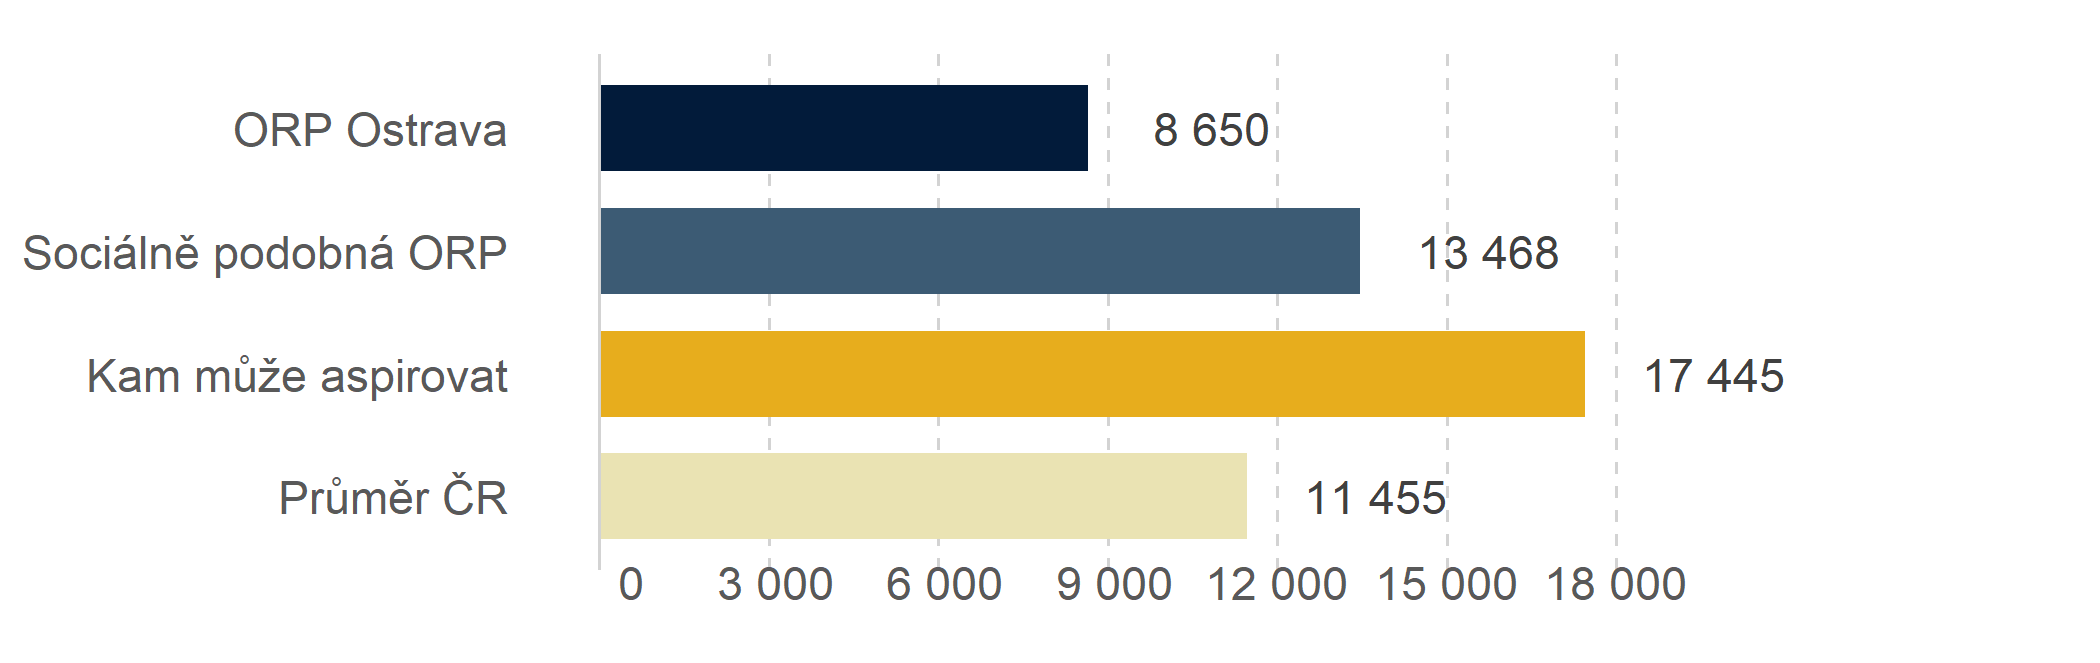 ORP Ostrava 8 650
Sociálně podobná ORP 13 468
Kam může aspirovat 17 445
Průměr ČR 11 455
0 3 000 6 000 9 000 12 000 15 000 18 000